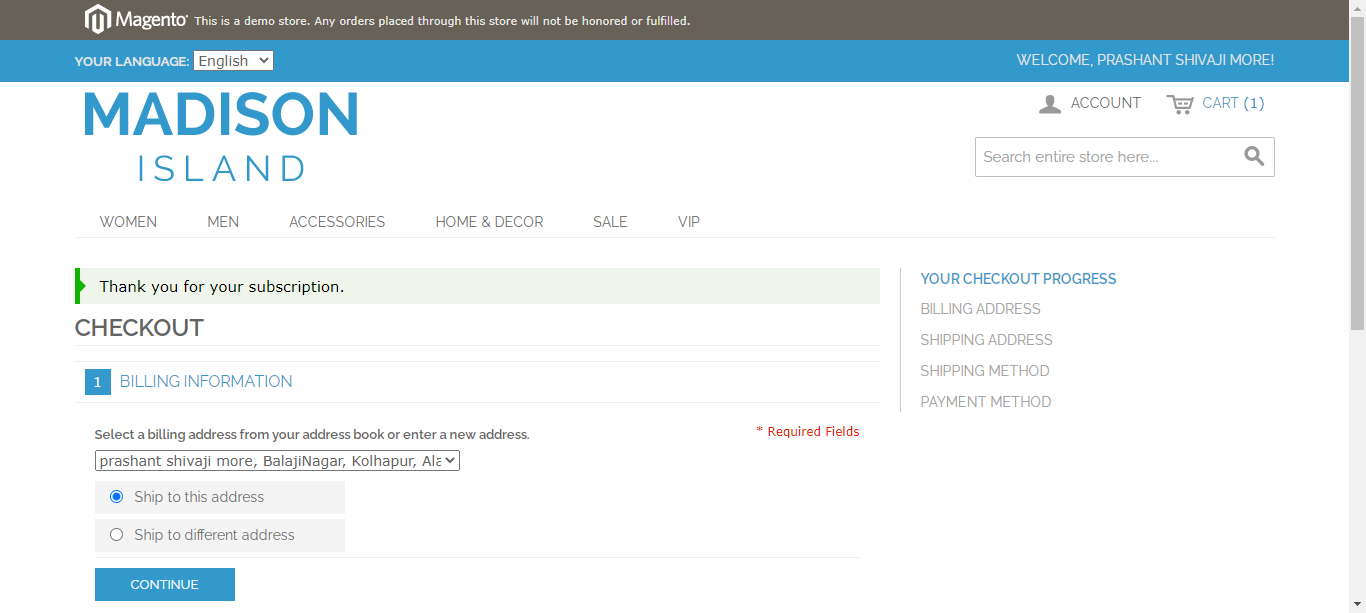 Magento This is a demo store. Any orders placed through this store will not be honored or fulfilled.
YOUR LANGUAGE: English WELCOME, PRASHANT SHIVAJI MORE!
MADISON
ISLAND
ACCOUNT CART (1)
Search entire store here...
WOMEN MEN ACCESSORIES HOME & DECOR SALE VIP
Thank you for your subscription.
CHECKOUT
1 BILLING INFORMATION
Select a billing address from your address book or enter a new address.
* Required Fields
prashant shivaji more, BalajiNagar, Kolhapur, Ala
Ship to this address
Ship to different address
CONTINUE
YOUR CHECKOUT PROGRESS
BILLING ADDRESS
SHIPPING ADDRESS
SHIPPING METHOD
PAYMENT METHOD